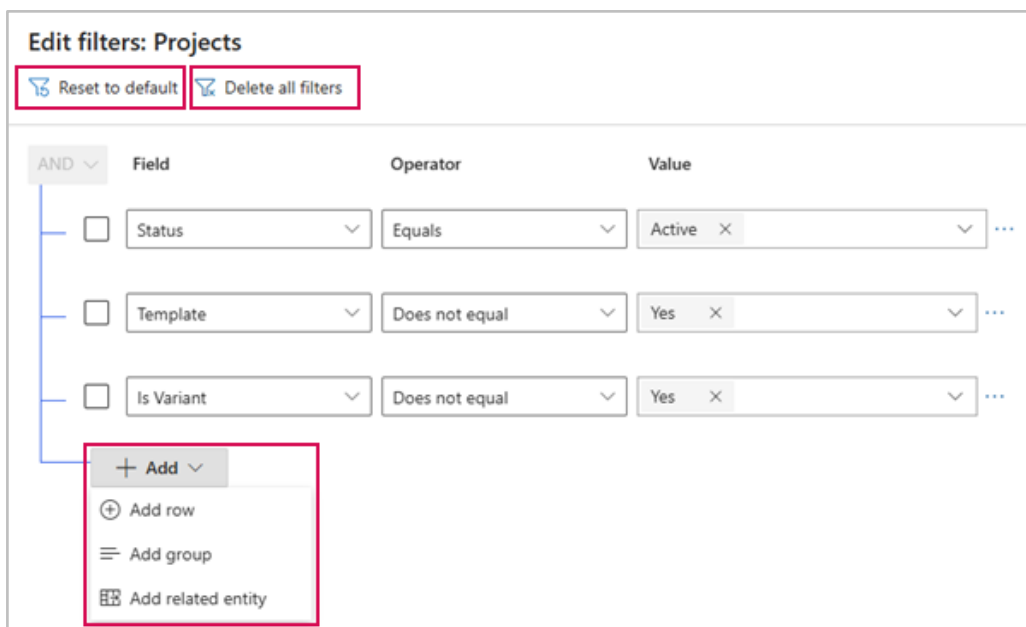 Edit filters: Projects
Reset to default Delete all filters
AND Field Operator Value
Status Equals Active
Template Does not equal Yes
Is Variant Does not equal Yes
Add
Add row
Add group
Add related entity